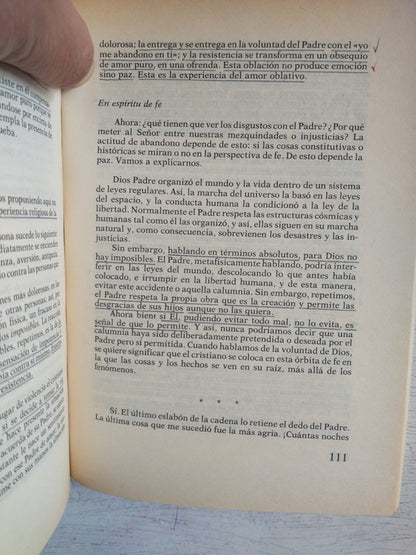 dolorosa; la entrega y se entrega en la voluntad del Padre con el «yo
me abandono en ti»; y la resistencia se transforma en un obsequio
de amor puro, en una ofrenda. Esta oblación no produce emoción
sino paz. Esta es la experiencia del amor oblativo.
En espíritu de fe
Ahora: ¿qué tienen que ver los disgustos con el Padre? ¿Por qué
meter al Señor entre nuestras mezquindades o injusticias? La
actitud de abandono depende de esto: si las cosas constitutivas o
históricas se miran o no en la perspectiva de fe. De esto depende
la paz. Vamos a explicarnos.
Dios Padre organizó el mundo y la vida dentro de un sistema
de leyes regulares. Así, la marcha del universo la basó en las leyes
del espacio, y la conducta humana la condicionó a la ley de la
libertad. Normalmente el Padre respeta las estructuras cósmicas y
humanas tal como él las organizó, y así, ellas siguen en su marcha
natural y, como consecuencia, sobrevienen los desastres y las in-
justicias.
Sin embargo, hablando en términos absolutos, para Dios no
hay imposibles. El Padre, metafísicamente hablando, podría inter-
ferir en las leyes del mundo, descolocando lo que antes había
colocado, e irrumpir en la libertad humana, y de esta manera,
evitar este accidente o aquella calumnia. Sin embargo, repetimos,
el Padre respeta la propia obra que es la creación y permite las
desgracias de sus hijos aunque no las quiera.
Ahora bien: si El, pudiendo evitar todo mal, no lo evita, es
señal de que lo permite. Y así, nunca podríamos decir que una
calumnia haya sido deliberadamente pretendida o deseada por el
Padre pero sí permitida. Cuando hablamos de la voluntad de Dios,
se quiere significar que el cristiano se coloca en esta órbita de fe en
la que las cosas y los hechos se ven en su raíz, más allá de los
fenómenos.
* * *
Sí. El último eslabón de la cadena lo retiene el dedo del Padre.
La última cosa que me sucedió fue la más agria. ¡Cuántas noches
111